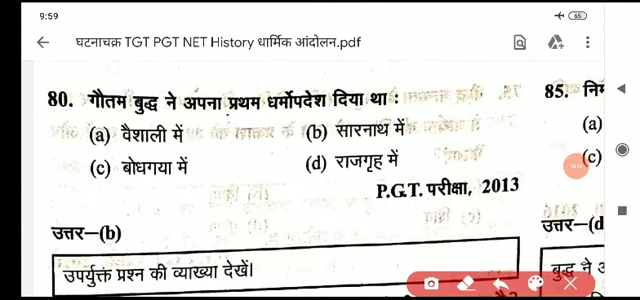 9:59
65
घटनाचक्र TGT PGT NET History धार्मिक आंदोलन.pdf
80. गौतम बुद्ध ने अपना प्रथम धर्मोपदेश दिया था :
(a) वैशाली में (b) सारनाथ में
(c) बोधगया में (d) राजगृह में
P.G.T. परीक्षा, 2013
उत्तर–(b)
उपर्युक्त प्रश्न की व्याख्या देखें।
85. निम
(a)
(c)
उत्तर–(d
बुद्ध ने